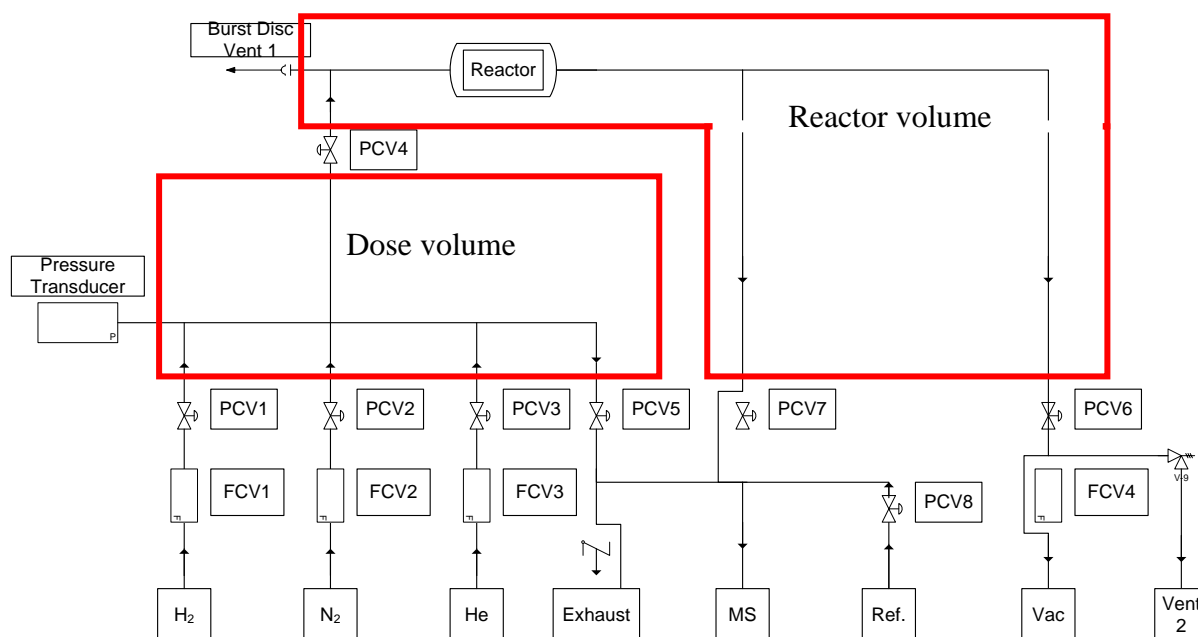 Burst Disc
Vent 1
Reactor
Reactor volume
PCV4
Dose volume
Pressure
Transducer
P
PCV1
PCV2
PCV3
PCV5
PCV7
PCV6
FCV1
FCV2
FCV3
PCV8
FCV4
V-9
F
F
F
F
H₂
N₂
He
Exhaust
MS
Ref.
Vac
Vent
2